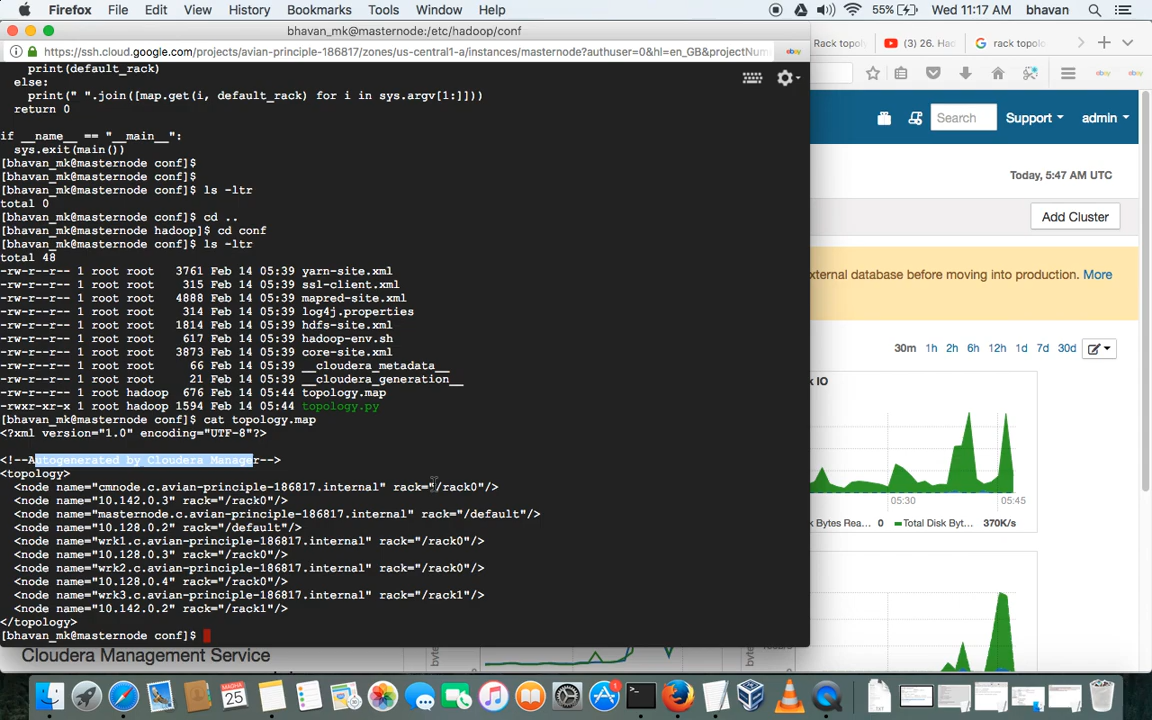 Firefox File Edit View History Bookmarks Tools Window Help
55% Wed 11:17 AM bhavan
bhavan_mk@masternode:/etc/hadoop/conf
https://ssh.cloud.google.com/projects/avian-principle-186817/zones/us-central1-a/instances/masternode?authuser=0&hl=en_GB&projectNum
ebay
Rack topol
(3) 26. Had
rack topolo
ebay ebay
print(default_rack)
else:
print(" ".join([map.get(i, default_rack) for i in sys.argv[1:]]))
return 0
if __name__ == "__main__":
sys.exit(main())
[bhavan_mk@masternode conf]$
[bhavan_mk@masternode conf]$
[bhavan_mk@masternode conf]$ ls -ltr
total 0
[bhavan_mk@masternode conf]$ cd ..
[bhavan_mk@masternode hadoop]$ cd conf
[bhavan_mk@masternode conf]$ ls -ltr
total 48
-rw-r--r-- 1 root root 3761 Feb 14 05:39 yarn-site.xml
-rw-r--r-- 1 root root 315 Feb 14 05:39 ssl-client.xml
-rw-r--r-- 1 root root 4888 Feb 14 05:39 mapred-site.xml
-rw-r--r-- 1 root root 314 Feb 14 05:39 log4j.properties
-rw-r--r-- 1 root root 1814 Feb 14 05:39 hdfs-site.xml
-rw-r--r-- 1 root root 617 Feb 14 05:39 hadoop-env.sh
-rw-r--r-- 1 root root 3873 Feb 14 05:39 core-site.xml
-rw-r--r-- 1 root root 66 Feb 14 05:39 __cloudera_metadata__
-rw-r--r-- 1 root root 21 Feb 14 05:39 __cloudera_generation__
-rw-r--r-- 1 root hadoop 676 Feb 14 05:44 topology.map
-rwxr-xr-x 1 root hadoop 1594 Feb 14 05:44 topology.py
[bhavan_mk@masternode conf]$ cat topology.map
<?xml version="1.0" encoding="UTF-8"?>
<!--Autogenerated by Cloudera Manager-->
<topology>
<node name="cmnode.c.avian-principle-186817.internal" rack="/rack0"/>
<node name="10.142.0.3" rack="/rack0"/>
<node name="masternode.c.avian-principle-186817.internal" rack="/default"/>
<node name="10.128.0.2" rack="/default"/>
<node name="wrk1.c.avian-principle-186817.internal" rack="/rack0"/>
<node name="10.128.0.3" rack="/rack0"/>
<node name="wrk2.c.avian-principle-186817.internal" rack="/rack0"/>
<node name="10.128.0.4" rack="/rack0"/>
<node name="wrk3.c.avian-principle-186817.internal" rack="/rack1"/>
<node name="10.142.0.2" rack="/rack1"/>
</topology>
[bhavan_mk@masternode conf]$
Search Support admin
Today, 5:47 AM UTC
Add Cluster
xternal database before moving into production. More
30m 1h 2h 6h 12h 1d 7d 30d
k IO
05:30 05:45
k Bytes Rea... 0 Total Disk Byt... 370K/s
Cloudera Management Service
bytes
bytes
25